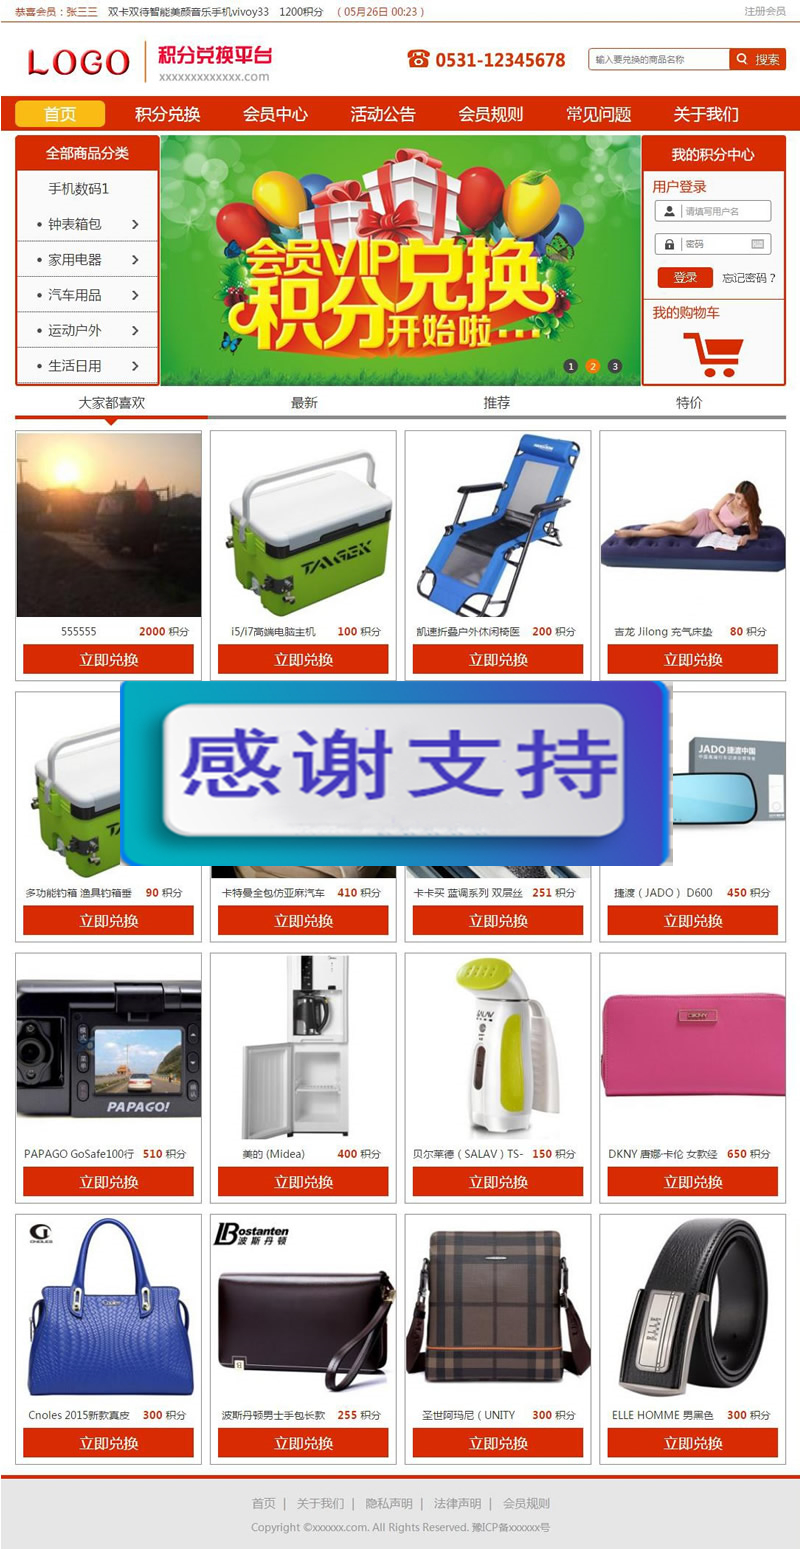 恭喜会员：张三三 双卡双待智能美颜音乐手机vivoy33 1200积分 （05月26日 00:23）
注册会员
LOGO
积分兑换平台
xxxxxxxxxxxxx.com
0531-12345678
输入要兑换的商品名称
搜索
首页 积分兑换 会员中心 活动公告 会员规则 常见问题 关于我们
全部商品分类
手机数码1
钟表箱包
家用电器
汽车用品
运动户外
生活日用
会员VIP兑换
积分开始啦...
1 2 3
我的积分中心
用户登录
请填写用户名
密码
登录 忘记密码？
我的购物车
大家都喜欢 最新 推荐 特价
TANGEK
555555 2000 积分
i5/i7高端电脑主机 100 积分
凯速折叠户外休闲椅医 200 积分
吉龙 Jilong 充气床垫 80 积分
立即兑换 立即兑换 立即兑换 立即兑换
感谢支持
JADO 捷渡中国
多功能钓箱 渔具钓箱垂 90 积分
卡特曼全包仿亚麻汽车 410 积分
卡卡买 蓝调系列 双层丝 251 积分
捷渡（JADO） D600 450 积分
立即兑换 立即兑换 立即兑换 立即兑换
PAPAGO!
SALAV
DKNY
PAPAGO GoSafe100行 510 积分
美的 (Midea) 400 积分
贝尔莱德（SALAV）TS- 150 积分
DKNY 唐娜·卡伦 女款经 650 积分
立即兑换 立即兑换 立即兑换 立即兑换
CNOLES
Bostanten
波斯丹顿
Cnoles 2015新款真皮 300 积分
波斯丹顿男士手包长款 255 积分
圣世阿玛尼（UNITY 300 积分
ELLE HOMME 男黑色 300 积分
立即兑换 立即兑换 立即兑换 立即兑换
首页 | 关于我们 | 隐私声明 | 法律声明 | 会员规则
Copyright ©xxxxxx.com. All Rights Reserved. 豫ICP备xxxxxx号